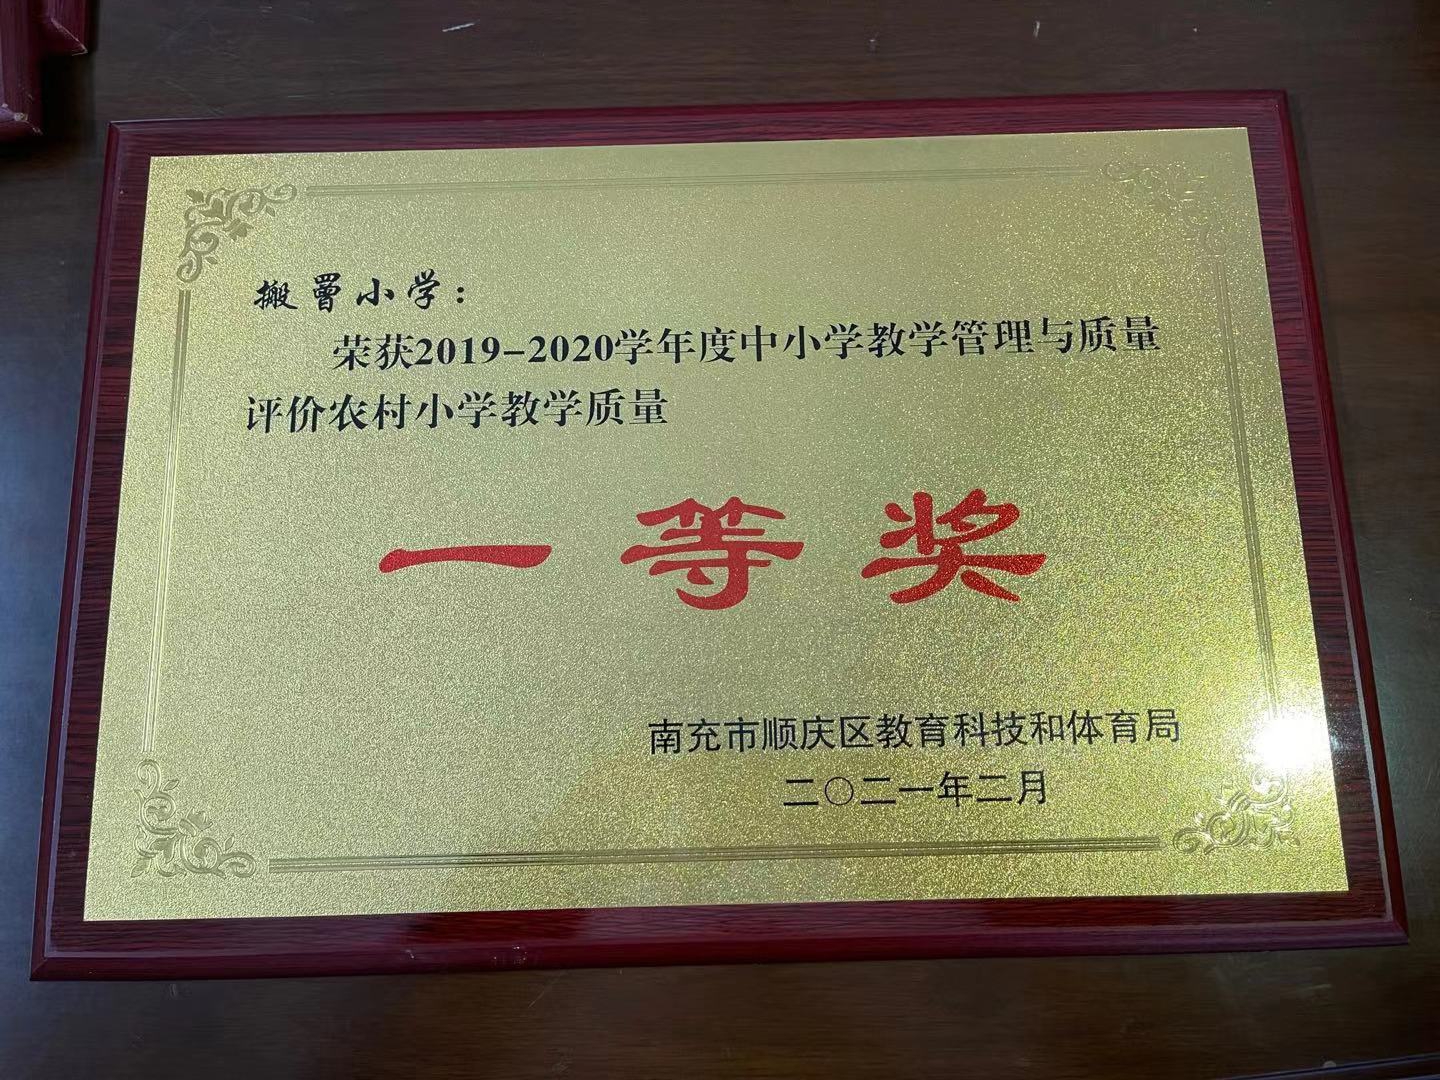 搬罾小学：
荣获2019-2020学年度中小学教学管理与质量
评价农村小学教学质量
一等奖
南充市顺庆区教育科技和体育局
二〇二一年二月